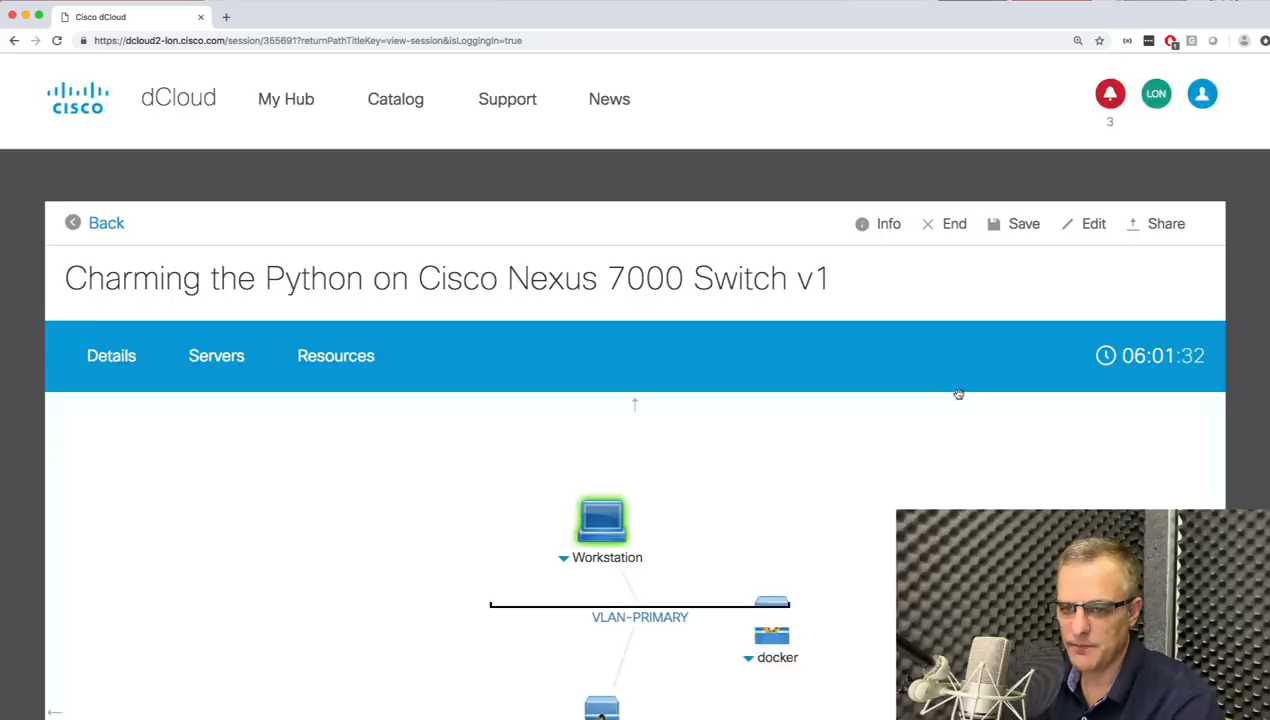 Cisco dCloud
https://dcloud2-lon.cisco.com/session/355691?returnPathTitleKey=view-session&isLoggingIn=true
CISCO
dCloud
My Hub
Catalog
Support
News
LON
3
Back
Info
End
Save
Edit
Share
Charming the Python on Cisco Nexus 7000 Switch v1
Details
Servers
Resources
06:01:32
Workstation
VLAN-PRIMARY
docker